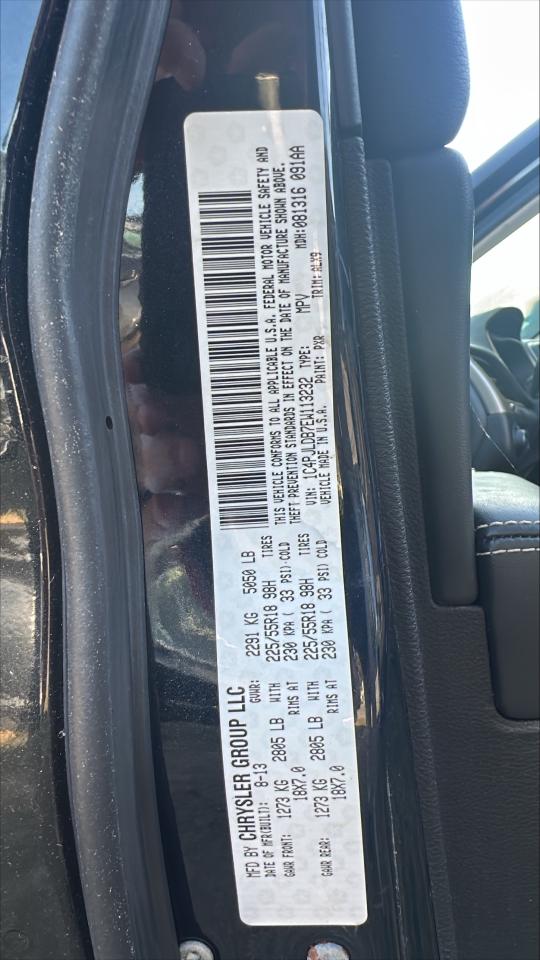 MFD BY CHRYSLER GROUP LLC
DATE OF MFR(BUILT): 8-13 GVWR: 2291 KG 5050 LB
GAWR FRONT: 1273 KG 2805 LB WITH 225/55R18 98H TIRES
18X7.0 RIMS AT 230 KPA ( 33 PSI) COLD
GAWR REAR: 1273 KG 2805 LB WITH 225/55R18 98H TIRES
18X7.0 RIMS AT 230 KPA ( 33 PSI) COLD
THIS VEHICLE CONFORMS TO ALL APPLICABLE U.S.A. FEDERAL MOTOR VEHICLE SAFETY AND
THEFT PREVENTION STANDARDS IN EFFECT ON THE DATE OF MANUFACTURE SHOWN ABOVE.
VIN: 1C4PJLDB7EW113232 TYPE: MPV MDH:081316 091AA
VEHICLE MADE IN U.S.A. PAINT: PXR TRIM:ALX9